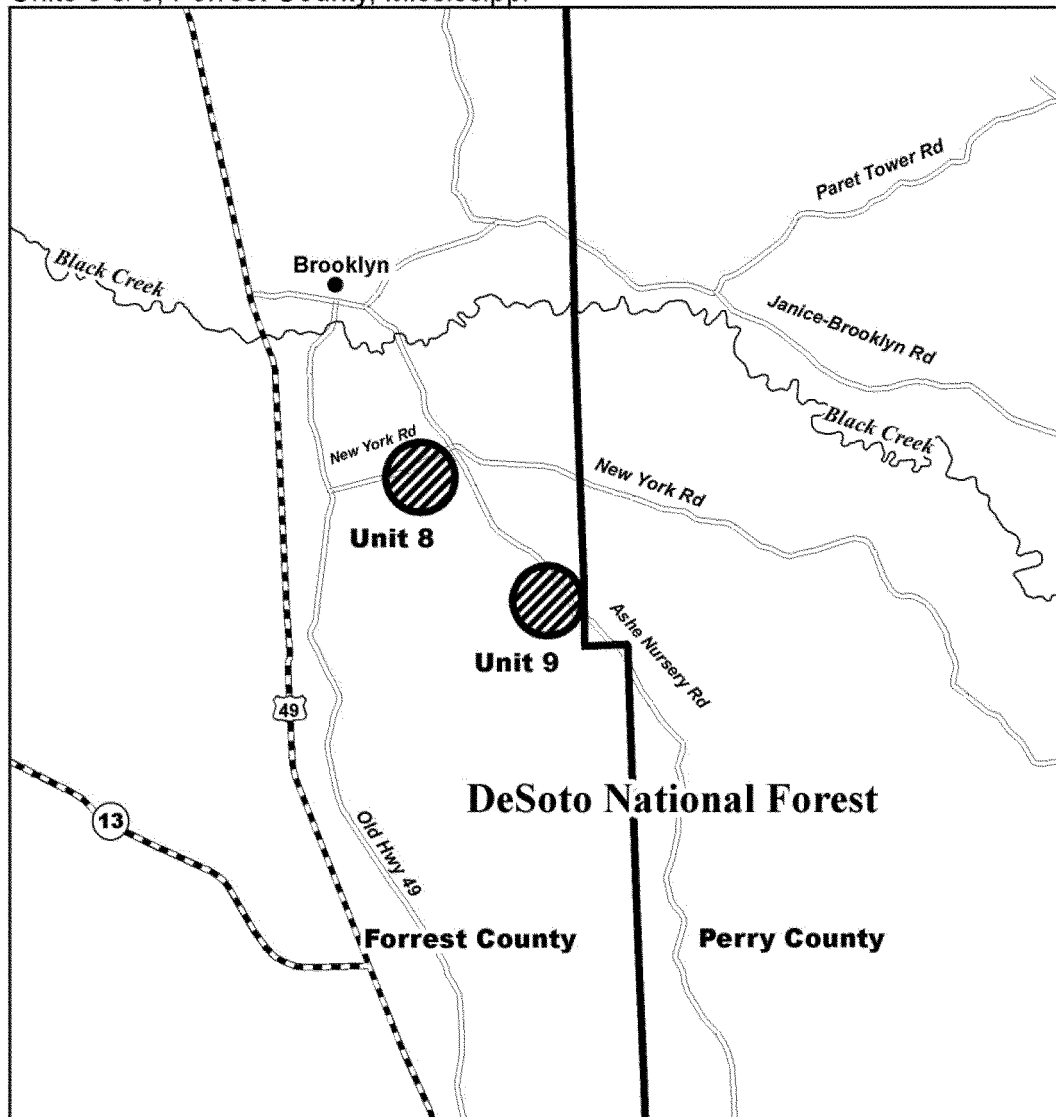 Units 8 & 9, Forrest County, Mississippi
Paret Tower Rd
Brooklyn
Black Creek
Janice-Brooklyn Rd
Black Creek
New York Rd
New York Rd
Unit 8
Unit 9
Ashe Nursery Rd
49
DeSoto National Forest
13
Old Hwy 49
Forrest County
Perry County